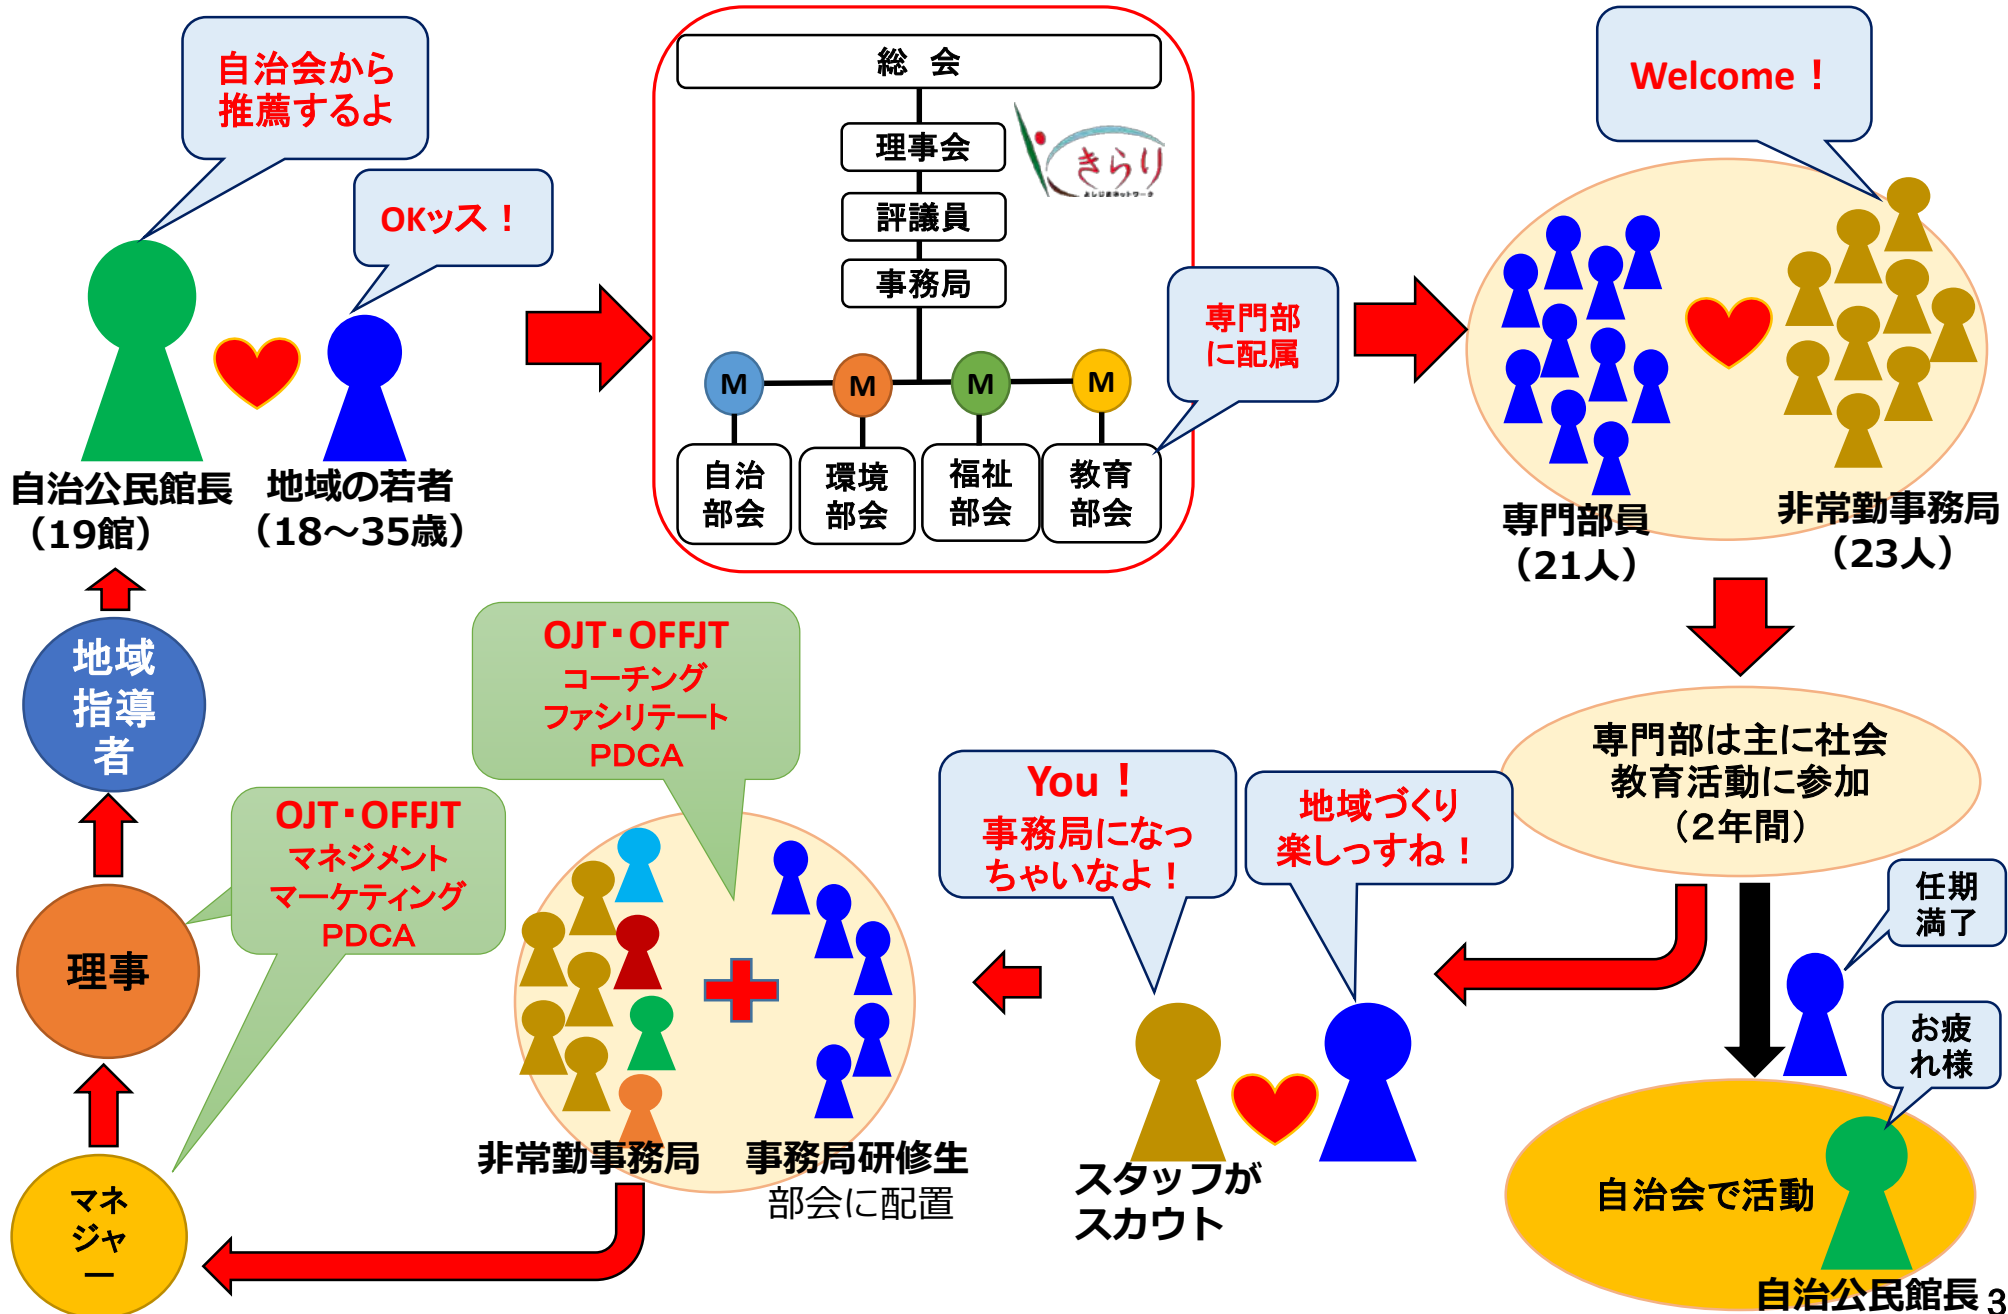 自治会から
推薦するよ
OKッス！
自治公民館長
（19館）
地域の若者
（18～35歳）
総 会
理事会
評議員
事務局
きらり
よしじまネットワーク
M
M
M
M
自治
部会
環境
部会
福祉
部会
教育
部会
専門部
に配属
Welcome！
専門部員
（21人）
非常勤事務局
（23人）
専門部は主に社会
教育活動に参加
（2年間）
任期
満了
お疲
れ様
自治会で活動
自治公民館長
地域づくり
楽しっすね！
You！
事務局になっ
ちゃいなよ！
スタッフが
スカウト
OJT・OFFJT
コーチング
ファシリテート
PDCA
非常勤事務局
事務局研修生
部会に配置
OJT・OFFJT
マネジメント
マーケティング
PDCA
マネ
ジャ
ー
理事
地域
指導
者
3